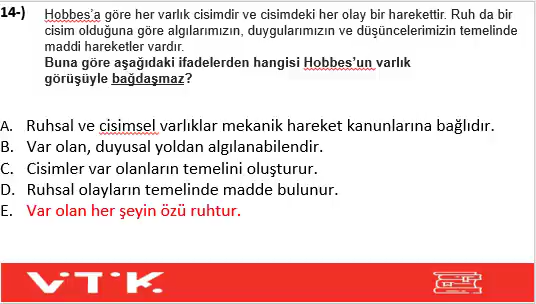 14-) Hobbes'a göre her varlık cisimdir ve cisimdeki her olay bir harekettir. Ruh da bir
cisim olduğuna göre algılarımızın, duygularımızın ve düşüncelerimizin temelinde
maddi hareketler vardır.
Buna göre aşağıdaki ifadelerden hangisi Hobbes'un varlık
görüşüyle bağdaşmaz?
A. Ruhsal ve cisimsel varlıklar mekanik hareket kanunlarına bağlıdır.
B. Var olan, duyusal yoldan algılanabilendir.
C. Cisimler var olanların temelini oluşturur.
D. Ruhsal olayların temelinde madde bulunur.
E. Var olan her şeyin özü ruhtur.
VTK